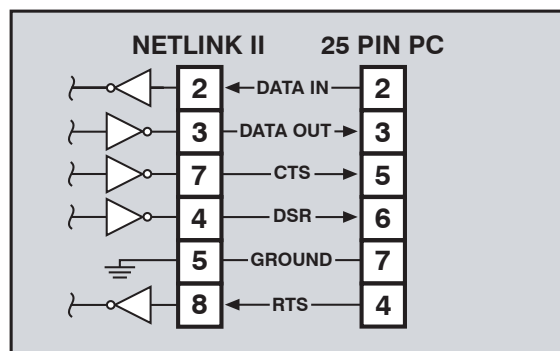 NETLINK II 25 PIN PC
2 DATA IN 2
3 DATA OUT 3
7 CTS 5
4 DSR 6
5 GROUND 7
8 RTS 4